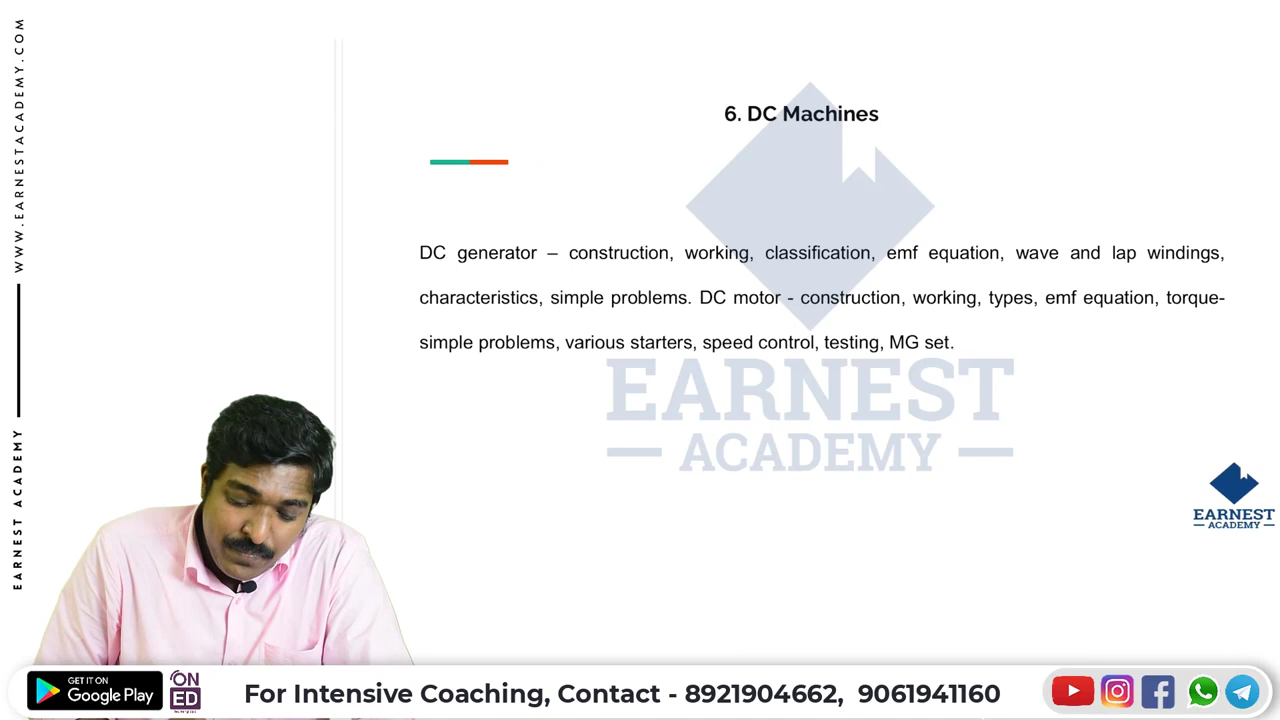 WWW.EARNESTACADEMY.COM
EARNEST ACADEMY
6. DC Machines
DC generator – construction, working, classification, emf equation, wave and lap windings,
characteristics, simple problems. DC motor - construction, working, types, emf equation, torque-
simple problems, various starters, speed control, testing, MG set.
EARNEST
ACADEMY
EARNEST
ACADEMY
GET IT ON
Google Play
ON
ED
For Intensive Coaching, Contact - 8921904662, 9061941160